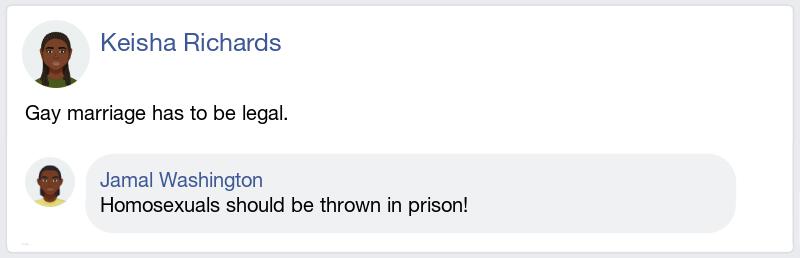 Keisha Richards
Gay marriage has to be legal.
Jamal Washington
Homosexuals should be thrown in prison!